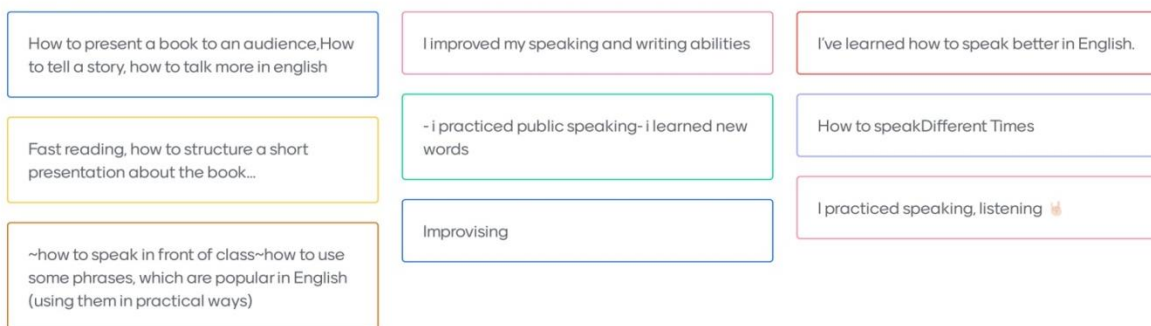 How to present a book to an audience,How
to tell a story, how to talk more in english
Fast reading, how to structure a short
presentation about the book...
~how to speak in front of class~how to use
some phrases, which are popular in English
(using them in practical ways)
I improved my speaking and writing abilities
- i practiced public speaking- i learned new
words
Improvising
I've learned how to speak better in English.
How to speakDifferent Times
I practiced speaking, listening 🤘🏻